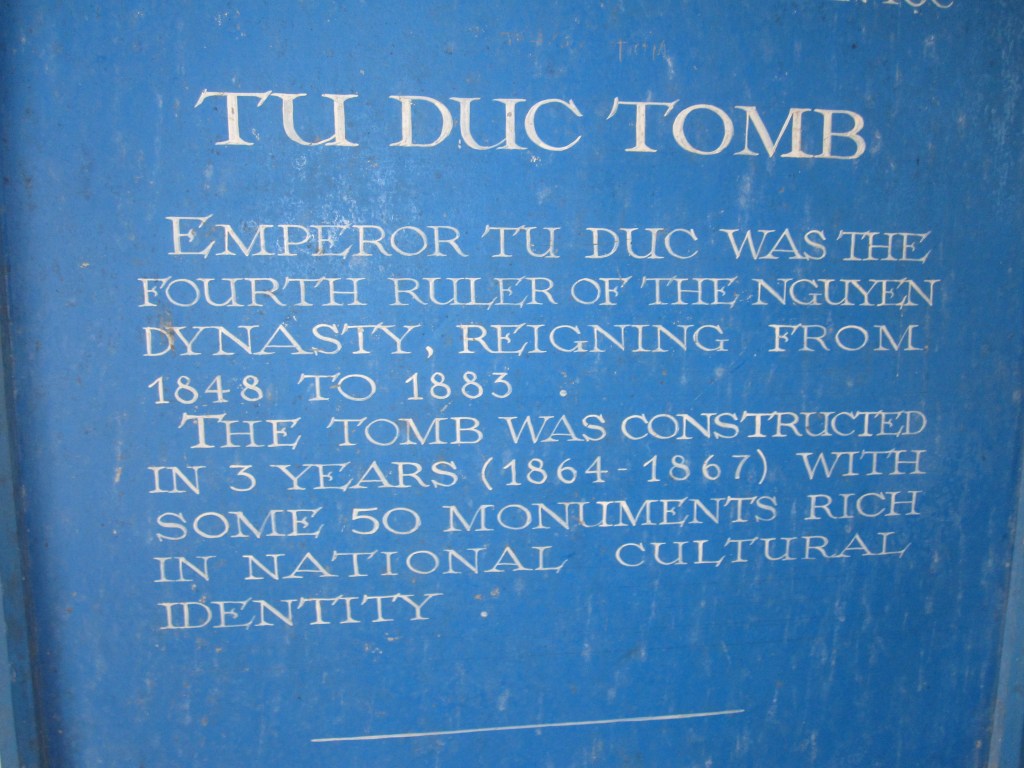 TU DUC TOMB
EMPEROR TU DUC WAS THE
FOURTH RULER OF THE NGUYEN
DYNASTY, REIGNING FROM
1848 TO 1883 .
THE TOMB WAS CONSTRUCTED
IN 3 YEARS (1864-1867) WITH
SOME 50 MONUMENTS RICH
IN NATIONAL CULTURAL
IDENTITY